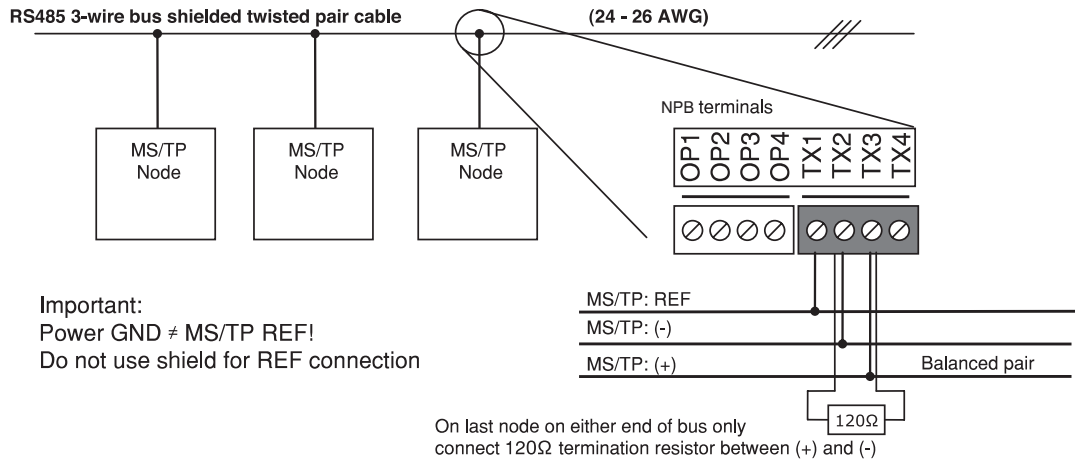 RS485 3-wire bus shielded twisted pair cable (24 - 26 AWG)
NPB terminals
OP1 OP2 OP3 OP4 TX1 TX2 TX3 TX4
MS/TP
Node
MS/TP
Node
MS/TP
Node
Important:
Power GND ≠ MS/TP REF!
Do not use shield for REF connection
MS/TP: REF
MS/TP: (-)
MS/TP: (+)
Balanced pair
120Ω
On last node on either end of bus only
connect 120Ω termination resistor between (+) and (-)